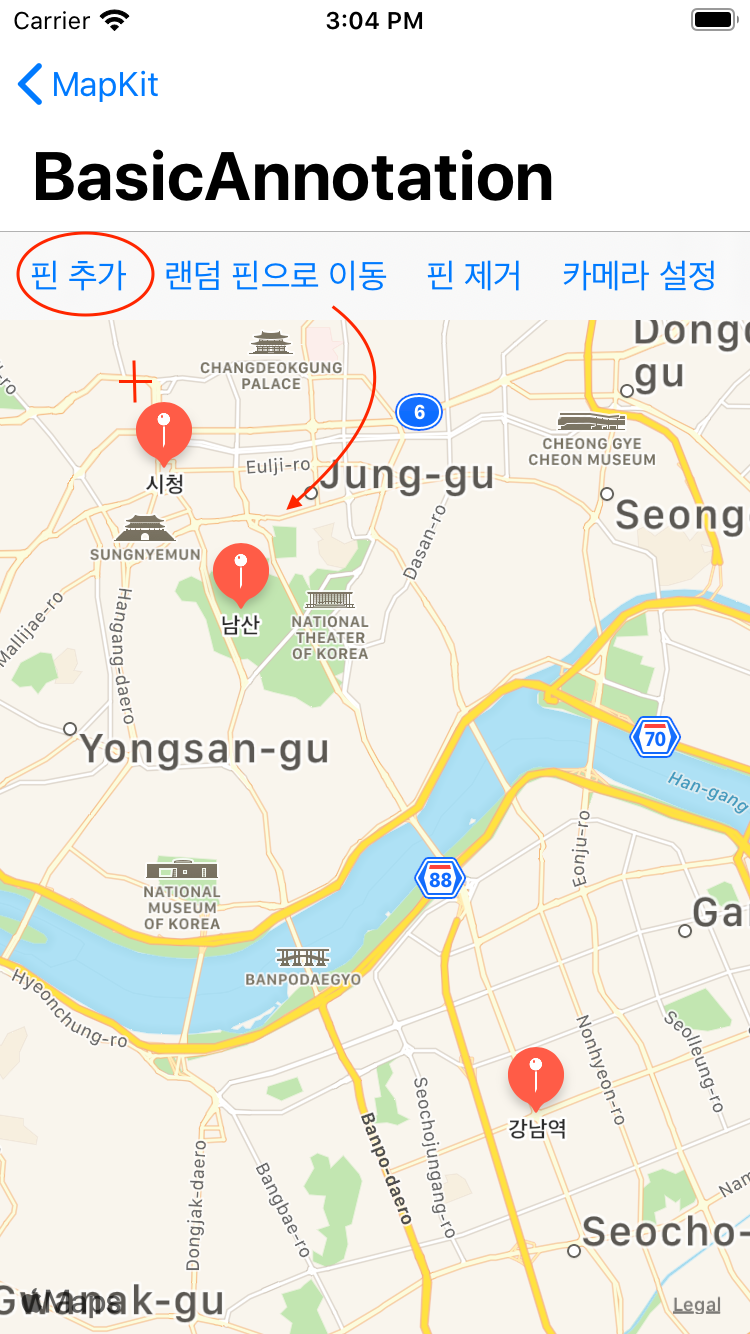 Carrier 3:04 PM
MapKit
BasicAnnotation
핀 추가 랜덤 핀으로 이동 핀 제거 카메라 설정
CHANGDEOKGUNG
PALACE
6
CHEONG GYE
CHEON MUSEUM
Eulji-ro
Jung-gu
시청
SUNGNYEMUN
Dasan-ro
남산
NATIONAL
THEATER
OF KOREA
Mallijae-ro
Hangang-daero
Yongsan-gu
70
Han-gang
Eonju-ro
88
NATIONAL
MUSEUM
OF KOREA
BANPODAEGYO
Hyeonchung-ro
Nonhyeon-ro
Seolleung-ro
강남역
Seochojungang-ro
Banpo-daero
Dongjak-daero
Bangbae-ro
Seocho-
Maps
Legal